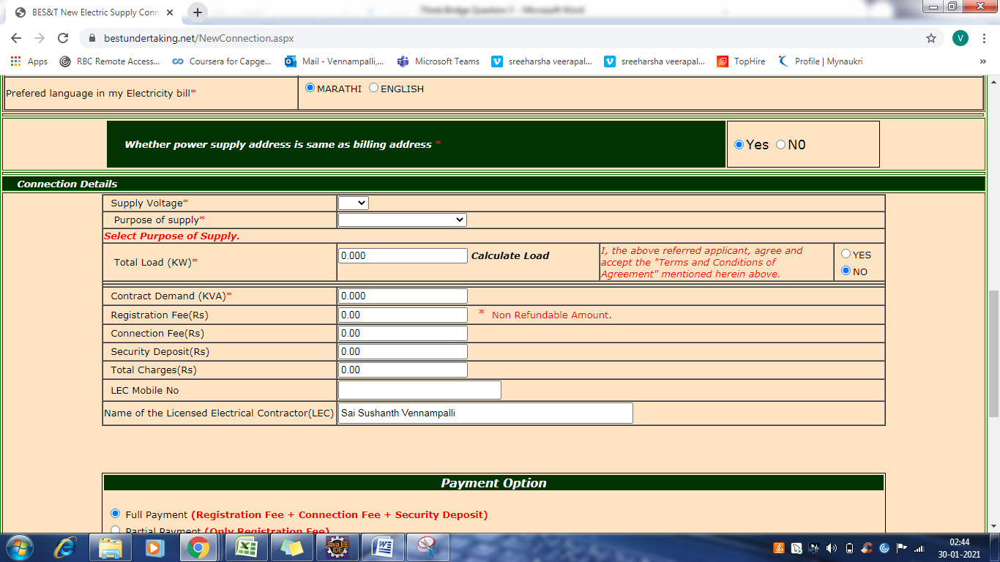 BES&T New Electric Supply Conn
bestundertaking.net/NewConnection.aspx
V
Apps RBC Remote Access... Coursera for Capge... Mail - Vennampalli,... Microsoft Teams sreeharsha veerapal... sreeharsha veerapal... TopHire Profile | Mynaukri »
Prefered language in my Electricity bill* MARATHI ENGLISH
Whether power supply address is same as billing address * Yes N0
Connection Details
Supply Voltage*
Purpose of supply*
Select Purpose of Supply.
Total Load (KW)* 0.000 Calculate Load
I, the above referred applicant, agree and
accept the "Terms and Conditions of
Agreement" mentioned herein above.
YES
NO
Contract Demand (KVA)* 0.000
Registration Fee(Rs) 0.00 * Non Refundable Amount.
Connection Fee(Rs) 0.00
Security Deposit(Rs) 0.00
Total Charges(Rs) 0.00
LEC Mobile No
Name of the Licensed Electrical Contractor(LEC) Sai Sushanth Vennampalli
Payment Option
Full Payment (Registration Fee + Connection Fee + Security Deposit)
Partial Payment (Only Registration Fee)
Java EE
IDE
02:44
30-01-2021